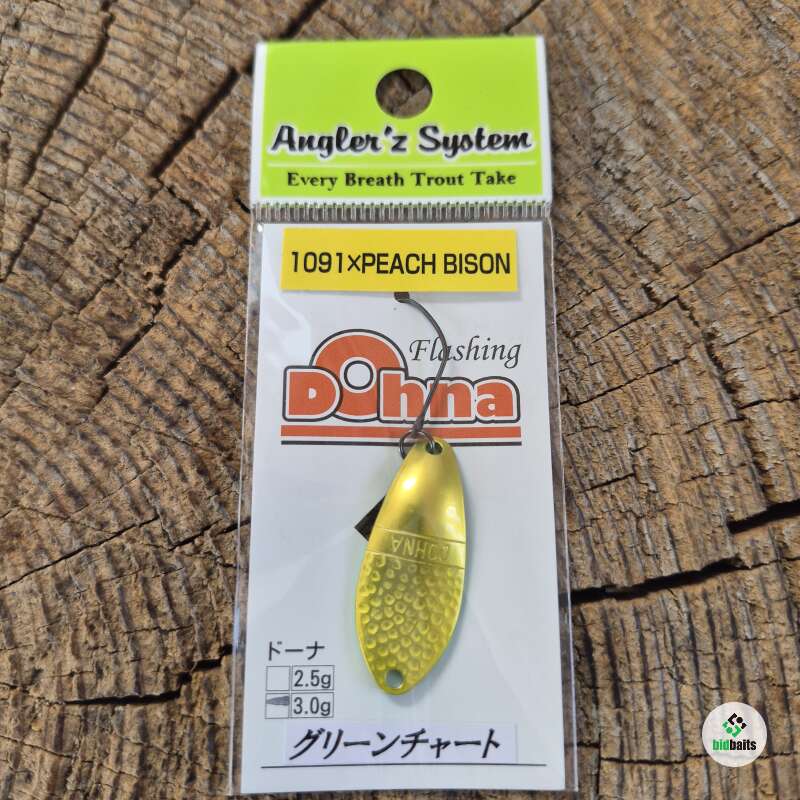 Angler'z System
Every Breath Trout Take
1091×PEACH BISON
Flashing
Dohna
DOHNA
ドーナ
2.5g
3.0g
グリーンチャート
bidbaits